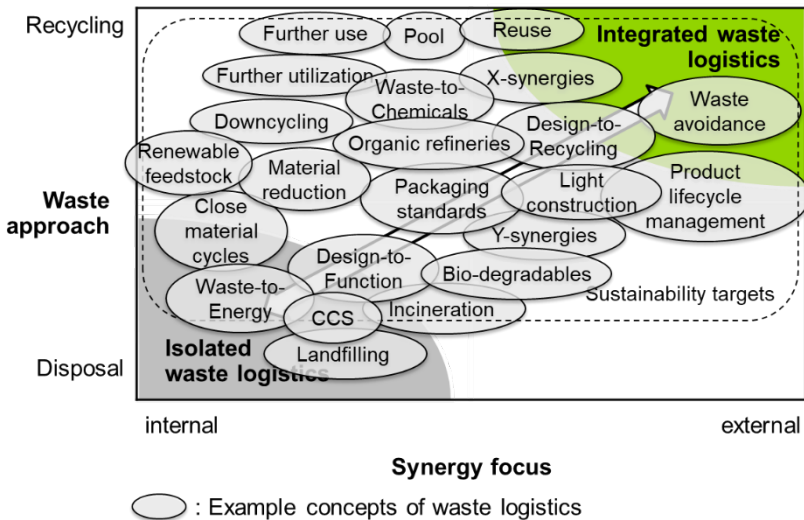 Recycling
Further use
Pool
Reuse
Integrated waste
logistics
Further utilization
Waste-to-
Chemicals
X-synergies
Waste
avoidance
Downcycling
Organic refineries
Design-to-
Recycling
Renewable
feedstock
Material
reduction
Packaging
standards
Light
construction
Product
lifecycle
management
Waste
approach
Close
material
cycles
Y-synergies
Design-to-
Function
Bio-degradables
Waste-to-
Energy
CCS
Incineration
Sustainability targets
Isolated
waste logistics
Landfilling
Disposal
internal
external
Synergy focus
: Example concepts of waste logistics